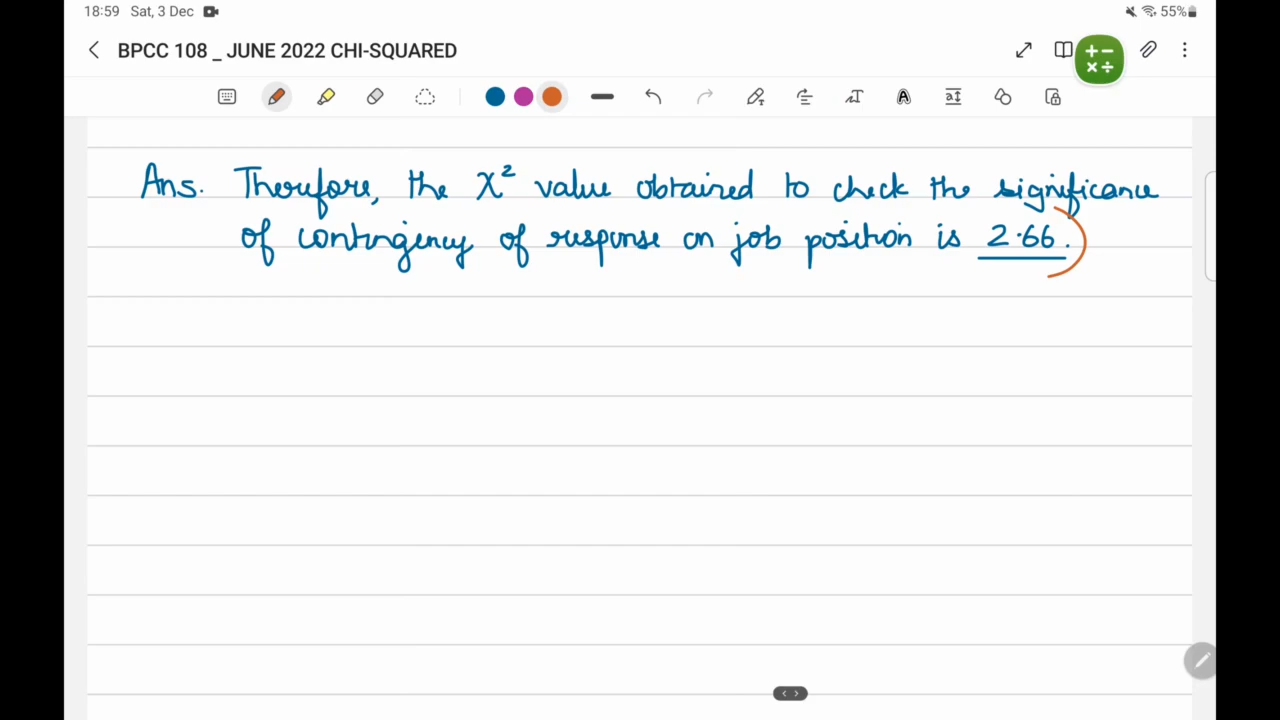 18:59 Sat, 3 Dec 55%
BPCC 108 _ JUNE 2022 CHI-SQUARED
Ans. Therefore, the χ² value obtained to check the significance
of contingency of response on job position is 2.66.